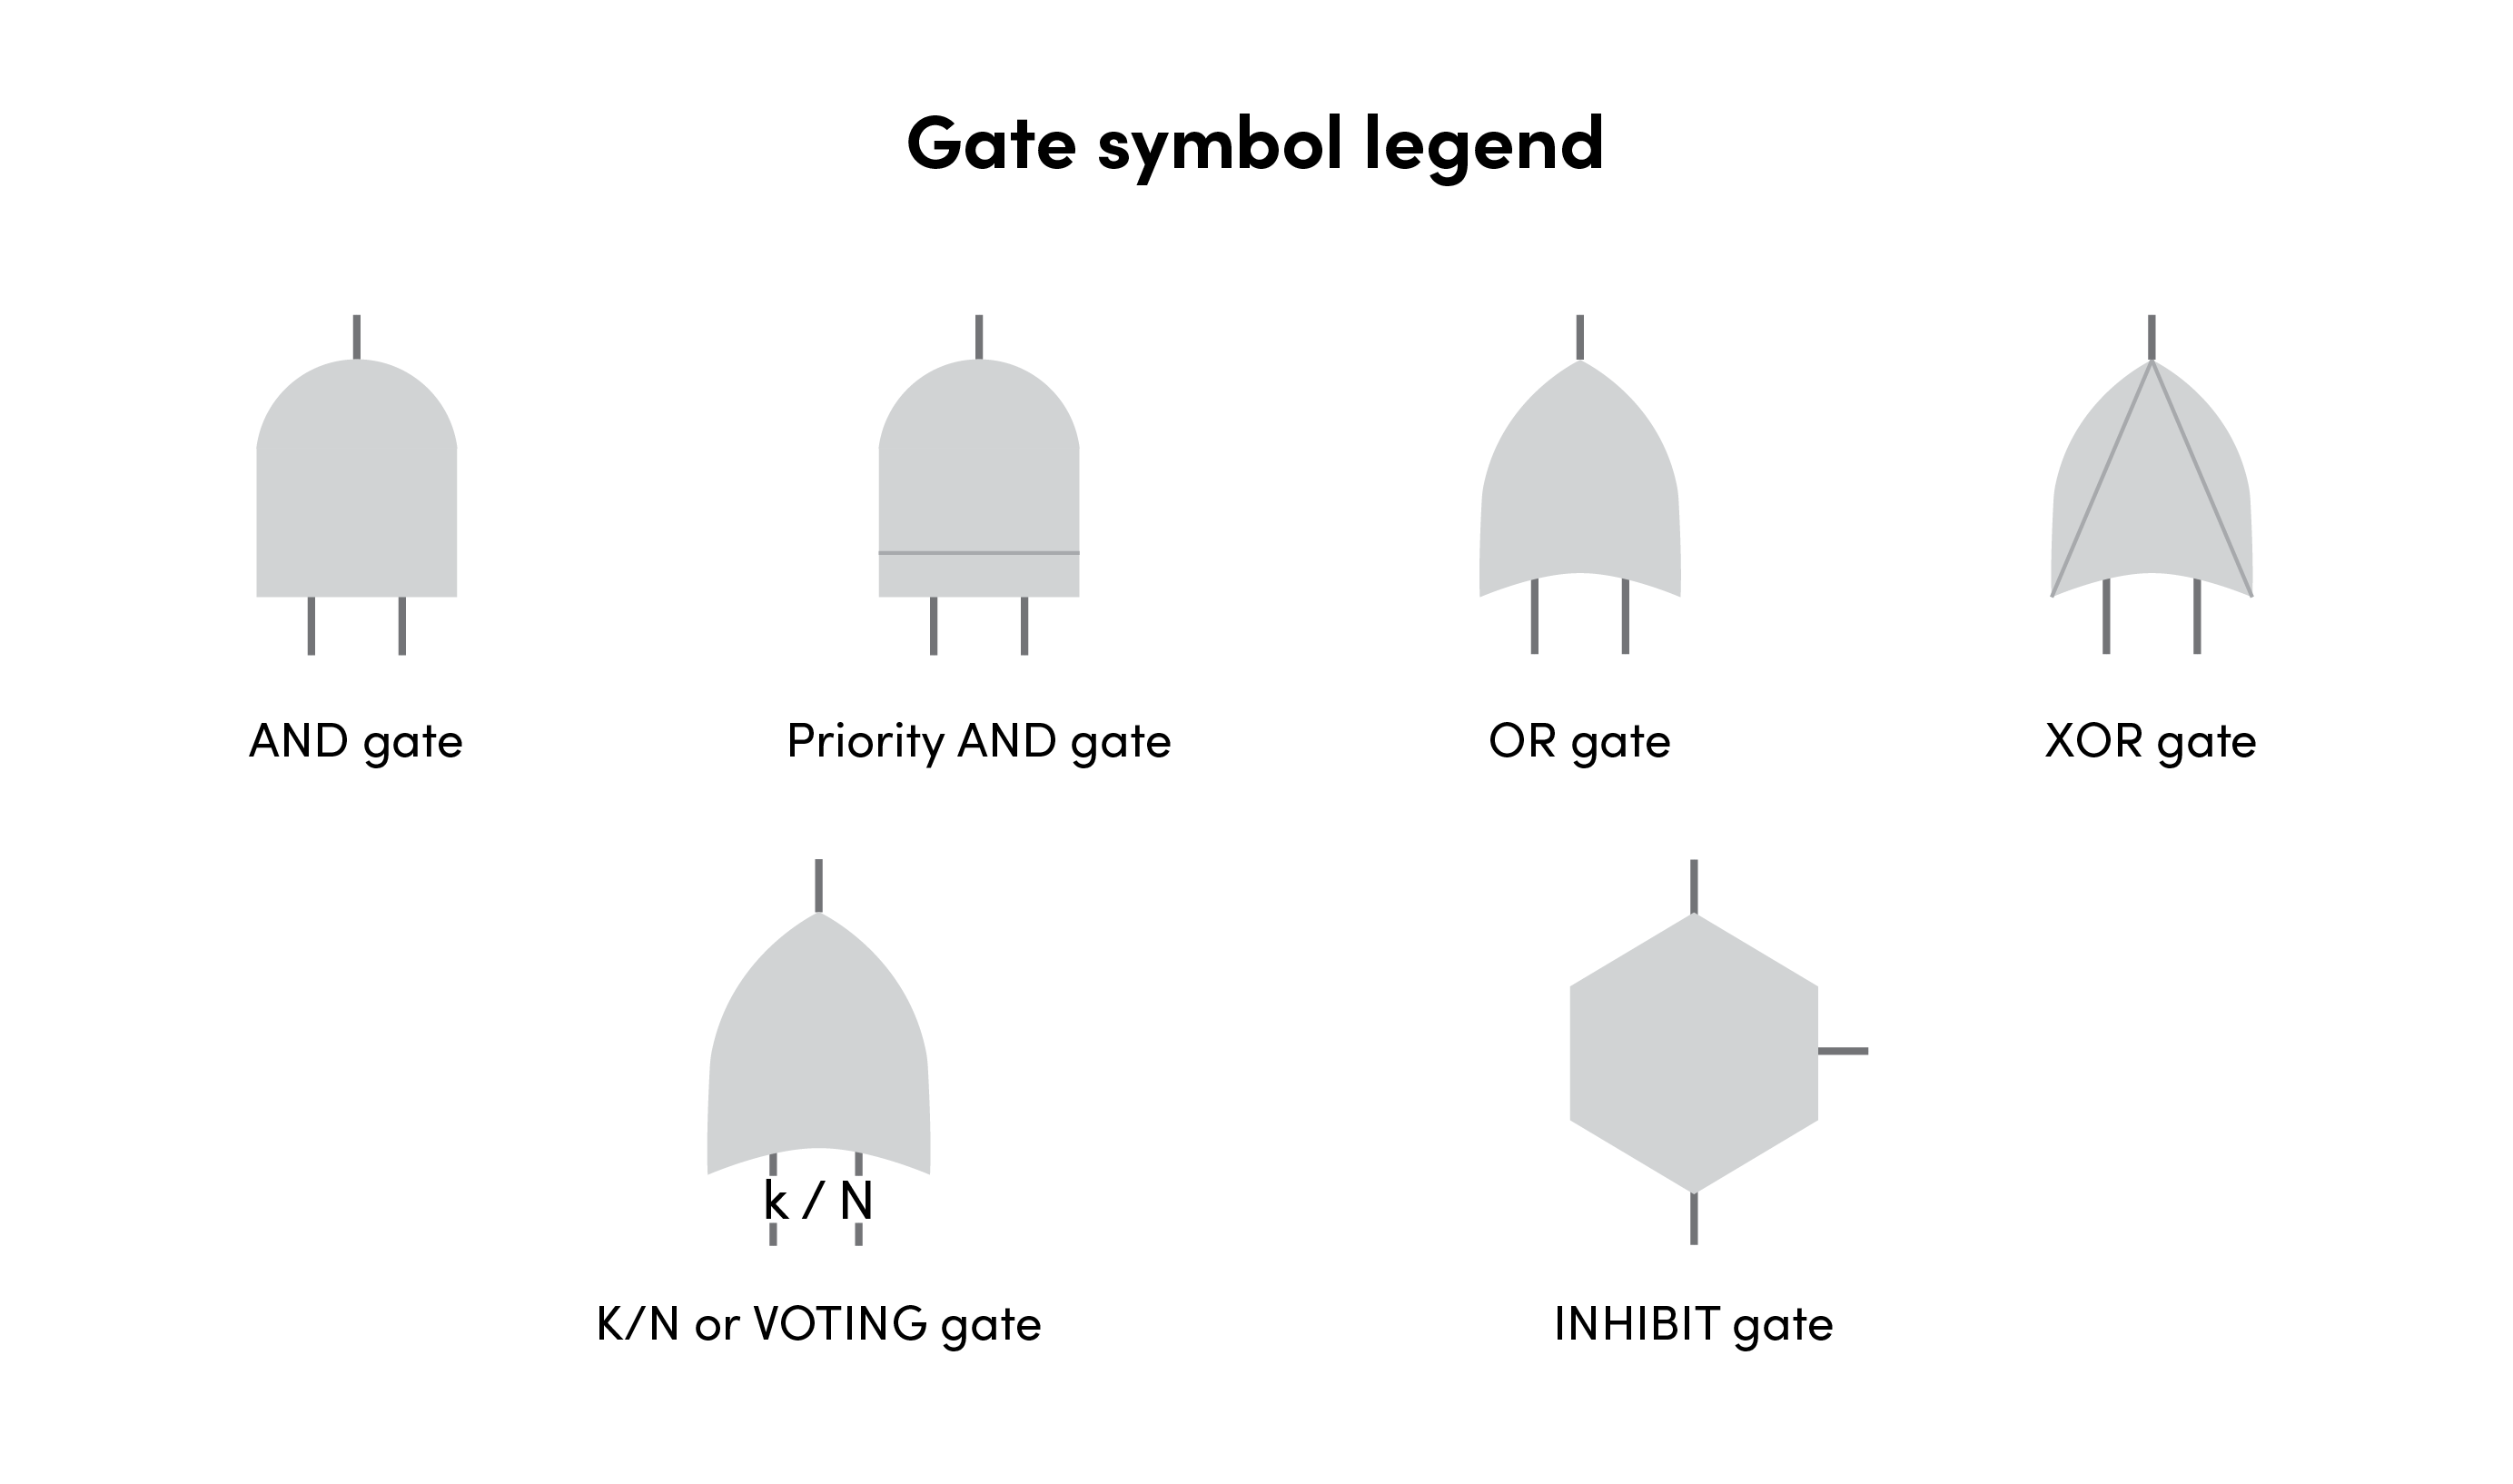 Gate symbol legend
AND gate
Priority AND gate
OR gate
XOR gate
k / N
K/N or VOTING gate
INHIBIT gate